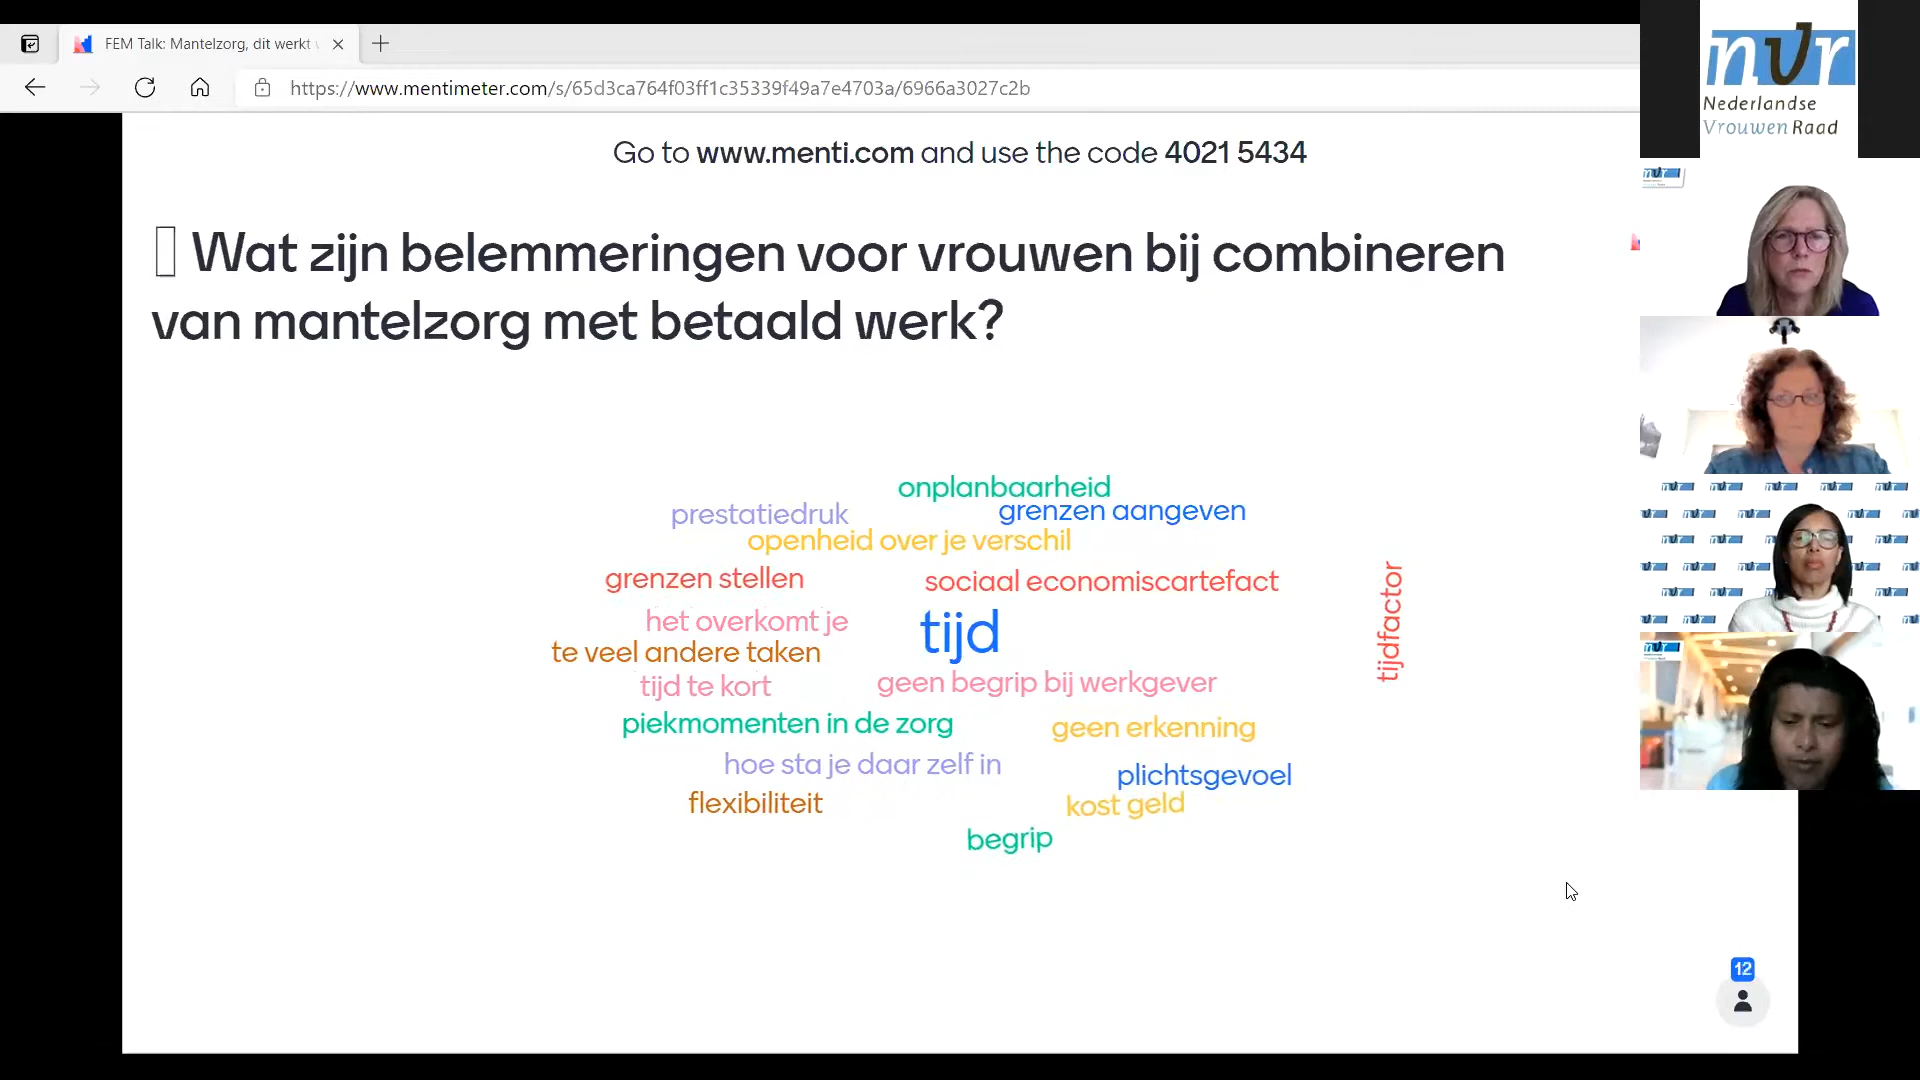 FEM Talk: Mantelzorg, dit werkt
https://www.mentimeter.com/s/65d3ca764f03ff1c35339f49a7e4703a/6966a3027c2b
nvr
Nederlandse
VrouwenRaad
Go to www.menti.com and use the code 4021 5434
Wat zijn belemmeringen voor vrouwen bij combineren
van mantelzorg met betaald werk?
onplanbaarheid
prestatiedruk
grenzen aangeven
openheid over je verschil
grenzen stellen
sociaal economiscartefact
tijdfactor
het overkomt je
tijd
te veel andere taken
tijd te kort
geen begrip bij werkgever
piekmomenten in de zorg
geen erkenning
hoe sta je daar zelf in
plichtsgevoel
flexibiliteit
kost geld
begrip
12